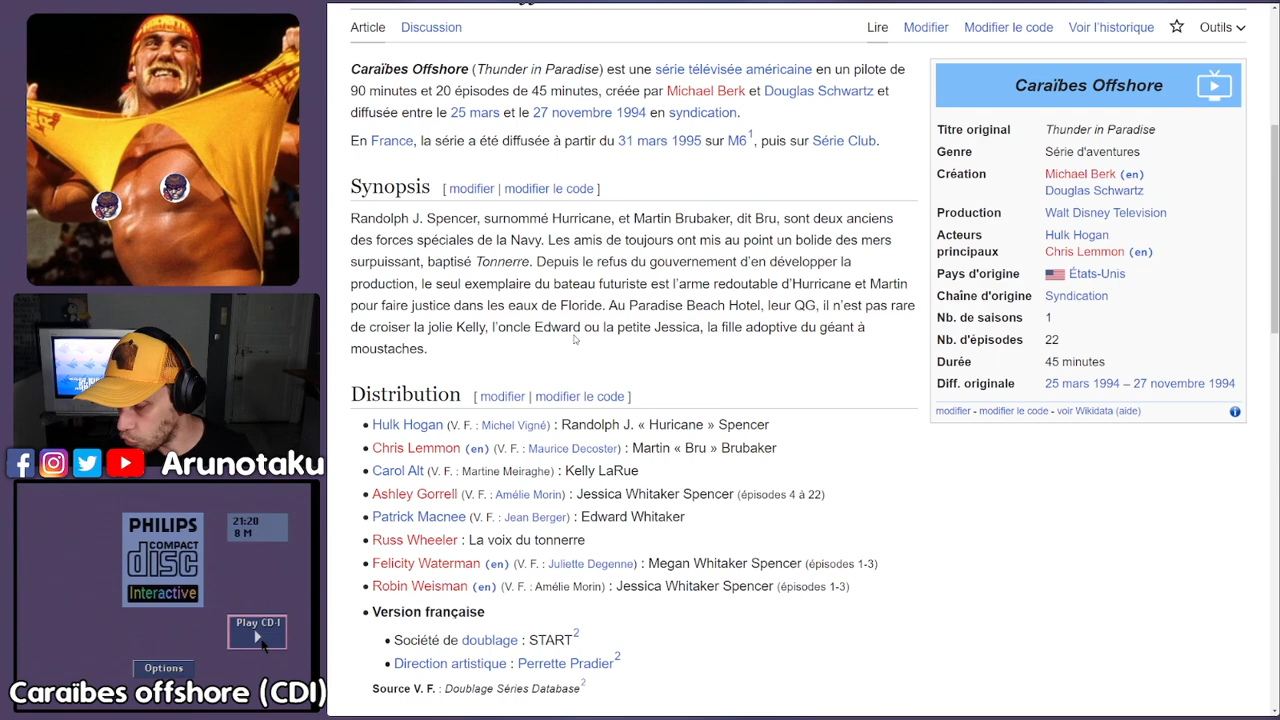 Article
Discussion
Lire
Modifier
Modifier le code
Voir l'historique
Outils
Caraïbes Offshore (Thunder in Paradise) est une série télévisée américaine en un pilote de
90 minutes et 20 épisodes de 45 minutes, créée par Michael Berk et Douglas Schwartz et
diffusée entre le 25 mars et le 27 novembre 1994 en syndication.
En France, la série a été diffusée à partir du 31 mars 1995 sur M6 1, puis sur Série Club.
Synopsis [ modifier | modifier le code ]
Randolph J. Spencer, surnommé Hurricane, et Martin Brubaker, dit Bru, sont deux anciens
des forces spéciales de la Navy. Les amis de toujours ont mis au point un bolide des mers
surpuissant, baptisé Tonnerre. Depuis le refus du gouvernement d'en développer la
production, le seul exemplaire du bateau futuriste est l'arme redoutable d'Hurricane et Martin
pour faire justice dans les eaux de Floride. Au Paradise Beach Hotel, leur QG, il n'est pas rare
de croiser la jolie Kelly, l'oncle Edward ou la petite Jessica, la fille adoptive du géant à
moustaches.
Distribution [ modifier | modifier le code ]
• Hulk Hogan (V. F. : Michel Vigné) : Randolph J. « Huricane » Spencer
• Chris Lemmon (en) (V. F. : Maurice Decoster) : Martin « Bru » Brubaker
• Carol Alt (V. F. : Martine Meiraghe) : Kelly LaRue
• Ashley Gorrell (V. F. : Amélie Morin) : Jessica Whitaker Spencer (épisodes 4 à 22)
• Patrick Macnee (V. F. : Jean Berger) : Edward Whitaker
• Russ Wheeler : La voix du tonnerre
• Felicity Waterman (en) (V. F. : Juliette Degenne) : Megan Whitaker Spencer (épisodes 1-3)
• Robin Weisman (en) (V. F. : Amélie Morin) : Jessica Whitaker Spencer (épisodes 1-3)
• Version française
• Société de doublage : START 2
• Direction artistique : Perrette Pradier 2
Source V. F. : Doublage Séries Database 2
Caraïbes Offshore
Titre original Thunder in Paradise
Genre Série d'aventures
Création Michael Berk (en)
Douglas Schwartz
Production Walt Disney Television
Acteurs Hulk Hogan
principaux Chris Lemmon (en)
Pays d'origine États-Unis
Chaîne d'origine Syndication
Nb. de saisons 1
Nb. d'épisodes 22
Durée 45 minutes
Diff. originale 25 mars 1994 – 27 novembre 1994
modifier - modifier le code - voir Wikidata (aide)
Arunotaku
PHILIPS
COMPACT
disc
Interactive
21:20
8 M
Play CD-I
Options
Caraïbes offshore (CDI)